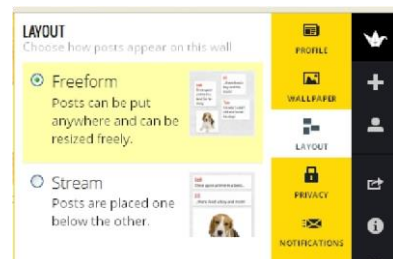 LAYOUT
Choose how posts appear on this wall
Freeform
Posts can be put
anywhere and can be
resized freely.
Stream
Posts are placed one
below the other.
PROFILE
WALLPAPER
LAYOUT
PRIVACY
NOTIFICATIONS